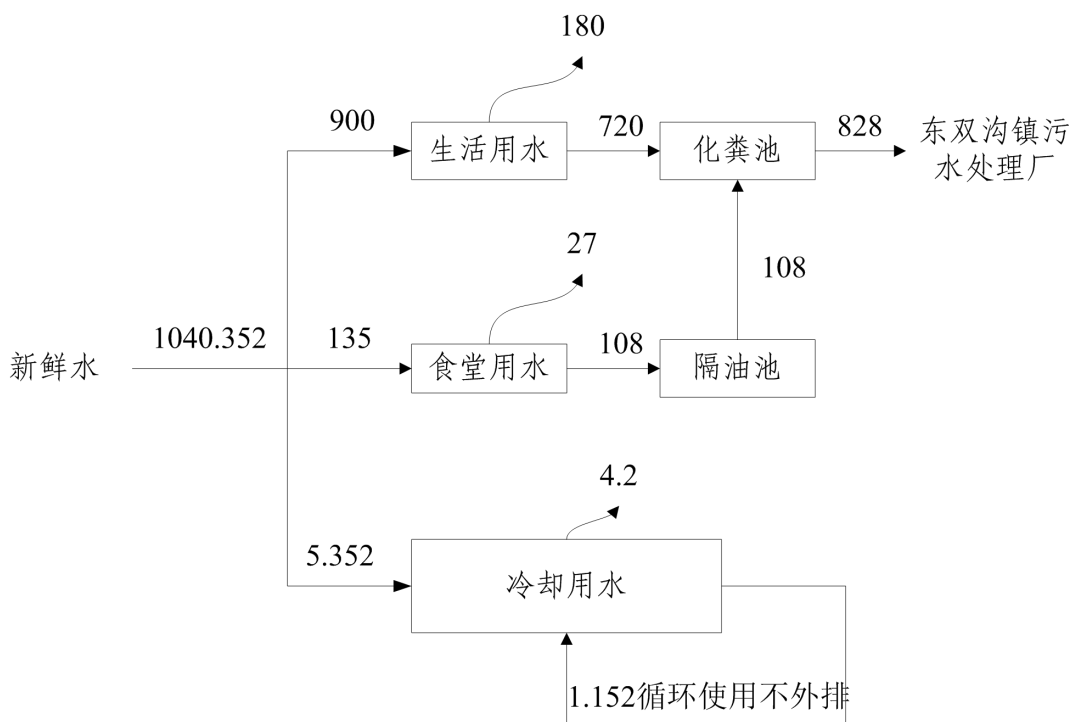 180
900
生活用水
720
化粪池
828
东双沟镇污
水处理厂
27
108
新鲜水
1040.352
135
食堂用水
108
隔油池
4.2
5.352
冷却用水
1.152循环使用不外排